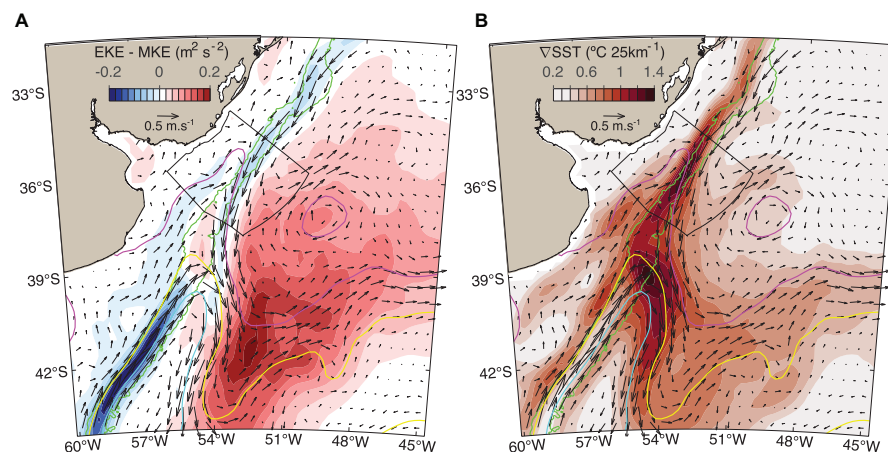 A
EKE - MKE (m² s⁻²)
-0.2 0 0.2
0.5 m.s⁻¹
33°S
36°S
39°S
42°S
60°W 57°W 54°W 51°W 48°W 45°W
B
∇SST (ºC 25km⁻¹)
0.2 0.6 1 1.4
0.5 m.s⁻¹
33°S
36°S
39°S
42°S
60°W 57°W 54°W 51°W 48°W 45°W